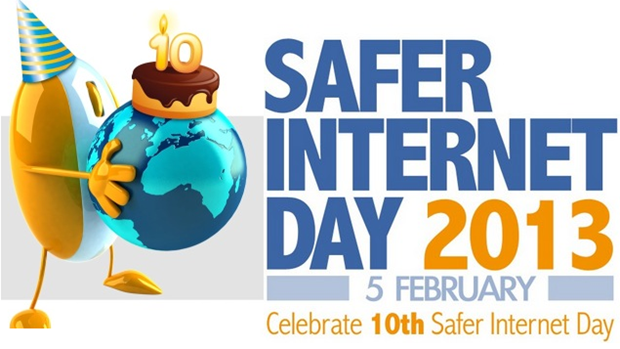 10
SAFER
INTERNET
DAY 2013
5 FEBRUARY
Celebrate 10th Safer Internet Day